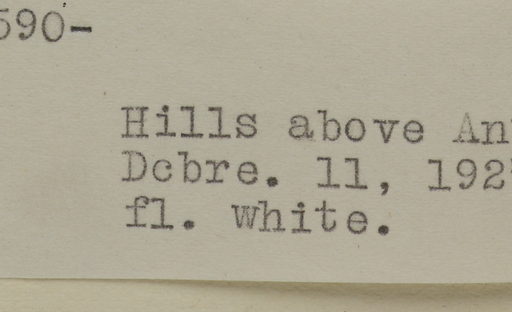 590-
Hills above An
Dcbre. 11, 192
fl. white.